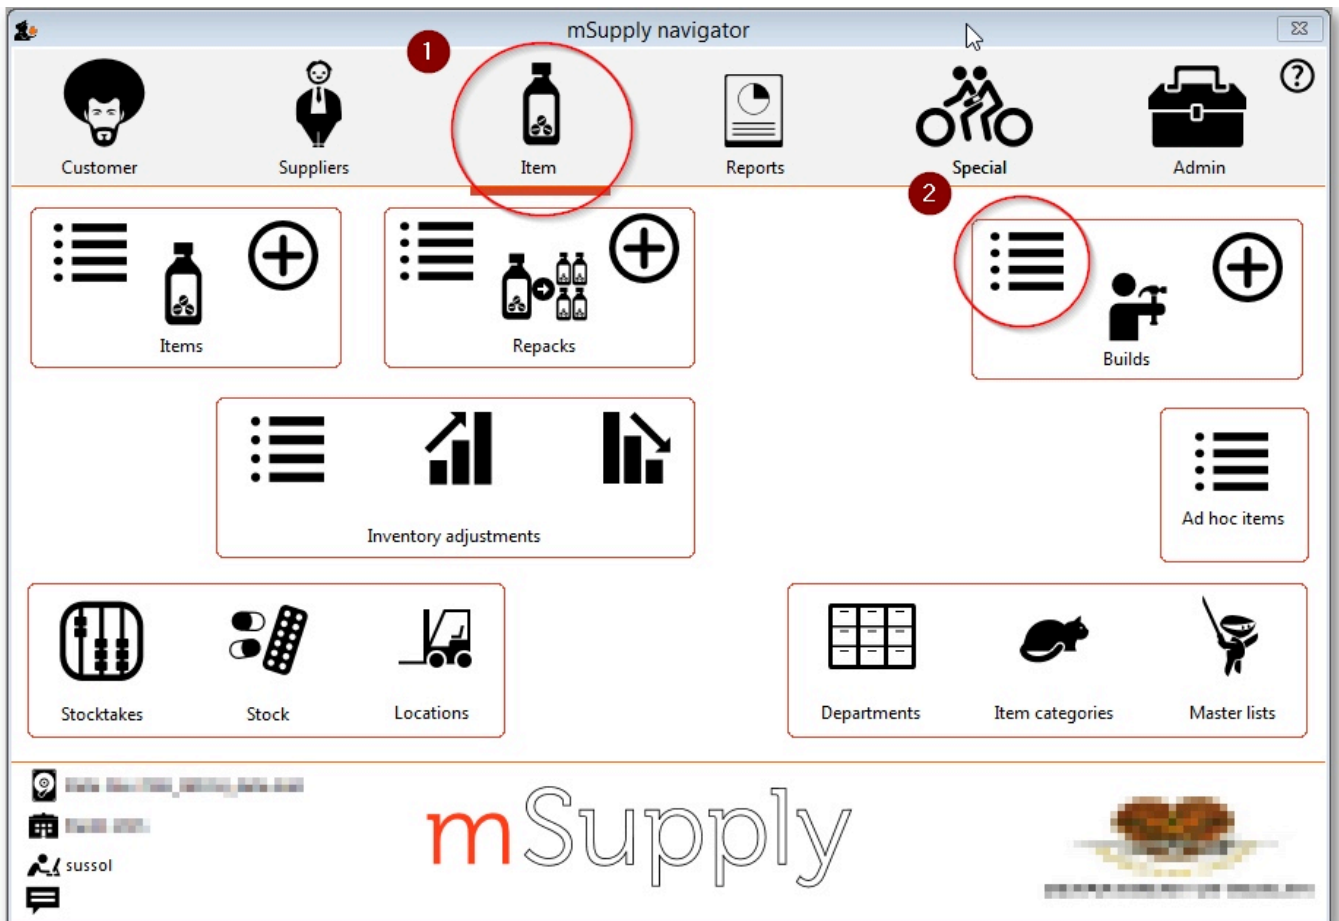 mSupply navigator
1
Customer
Suppliers
Item
Reports
Special
Admin
?
2
Items
Repacks
Builds
Inventory adjustments
Ad hoc items
Stocktakes
Stock
Locations
Departments
Item categories
Master lists
sussol
mSupply